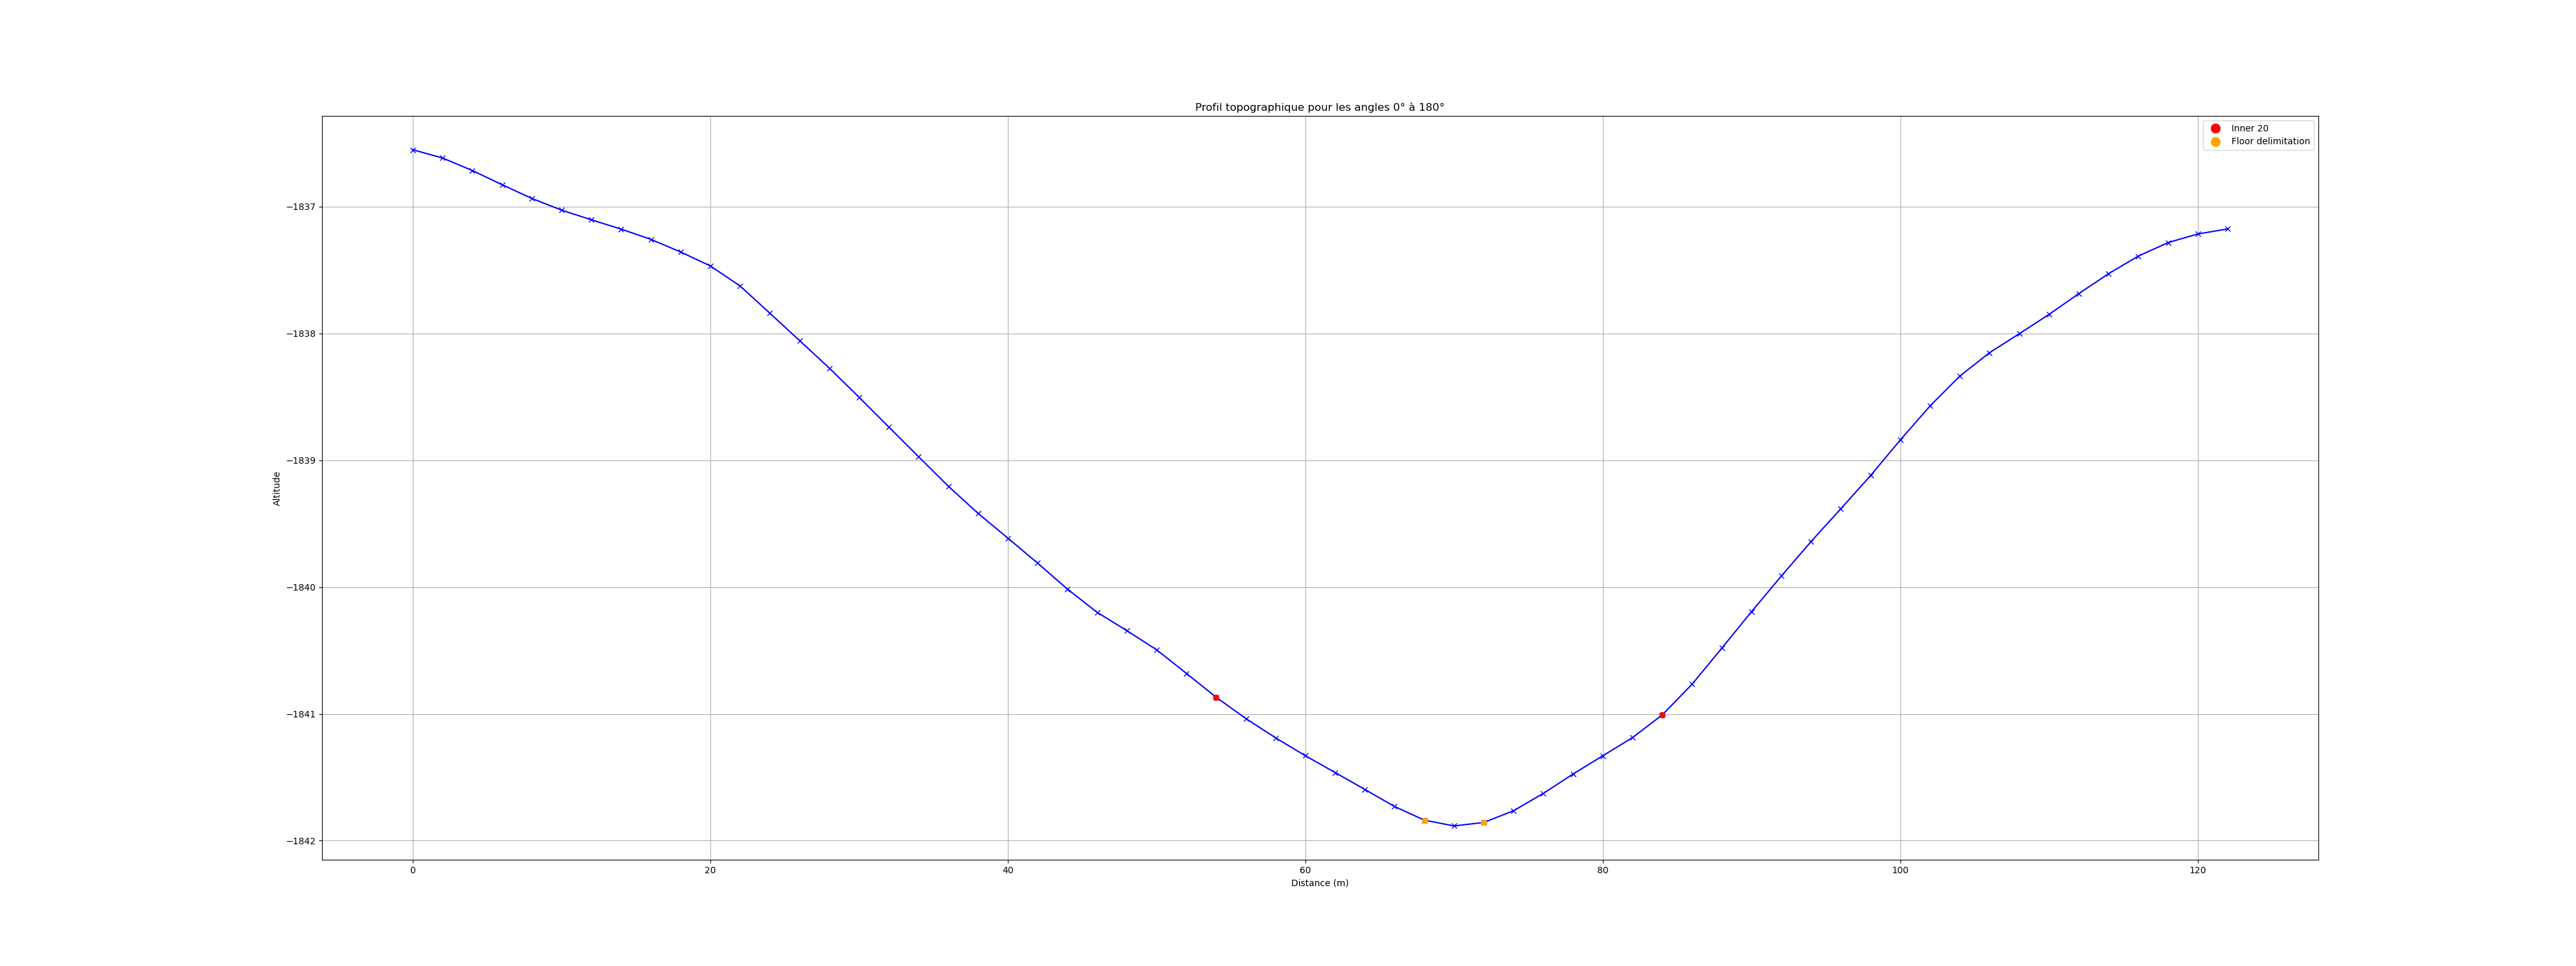 Profil topographique pour les angles 0° à 180°
Inner 20
Floor delimitation
−1837
−1838
−1839
−1840
−1841
−1842
Altitude
0 20 40 60 80 100 120
Distance (m)